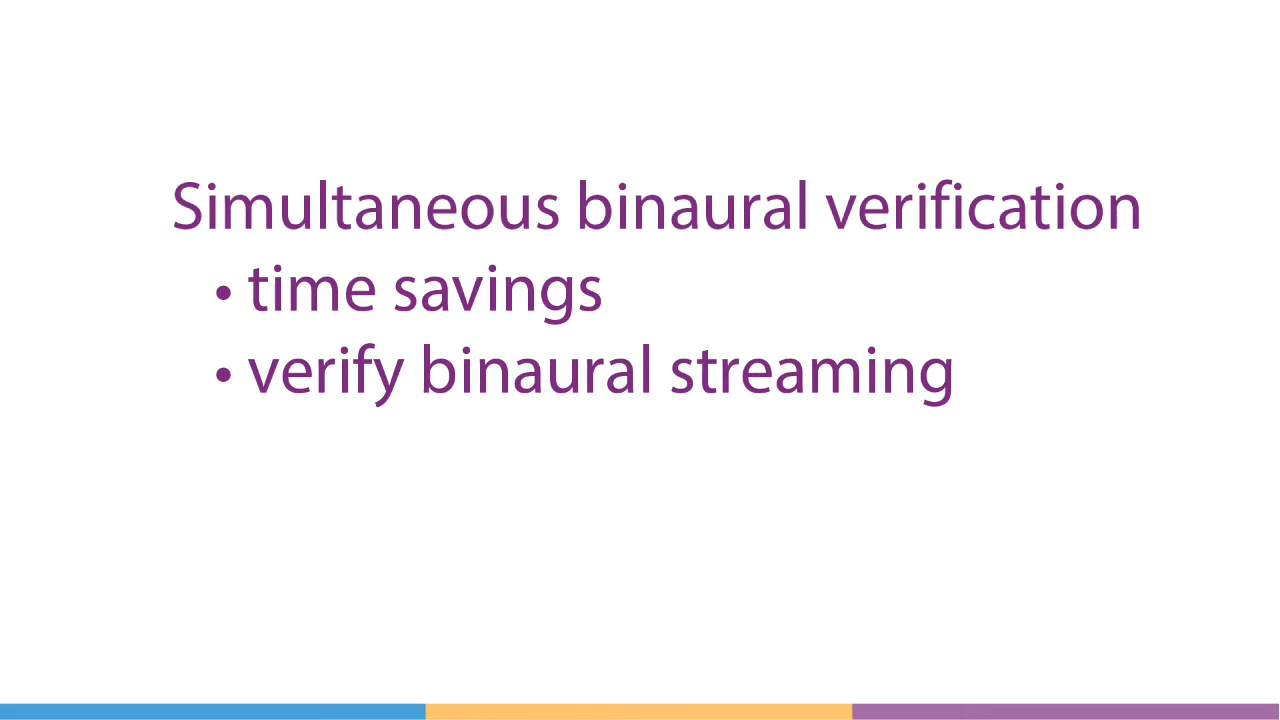 Simultaneous binaural verification
• time savings
• verify binaural streaming